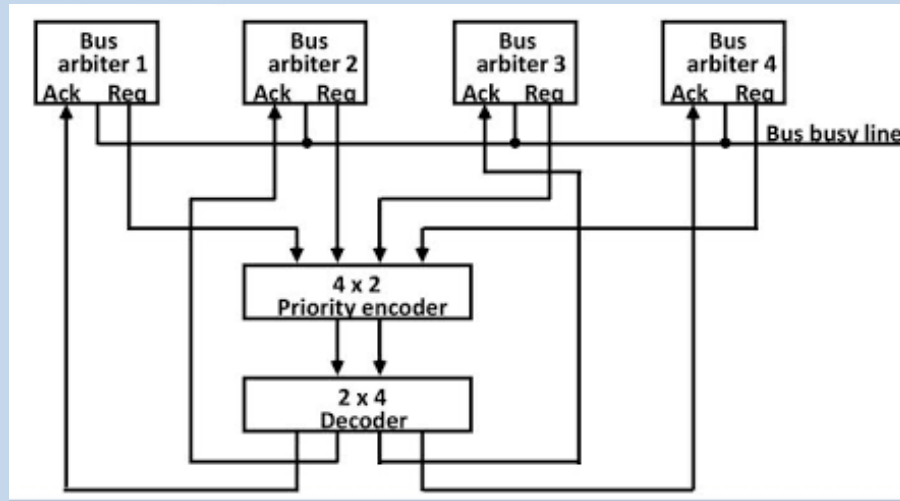 Bus
arbiter 1
Ack Req
Bus
arbiter 2
Ack Req
Bus
arbiter 3
Ack Req
Bus
arbiter 4
Ack Req
Bus busy line
4 x 2
Priority encoder
2 x 4
Decoder